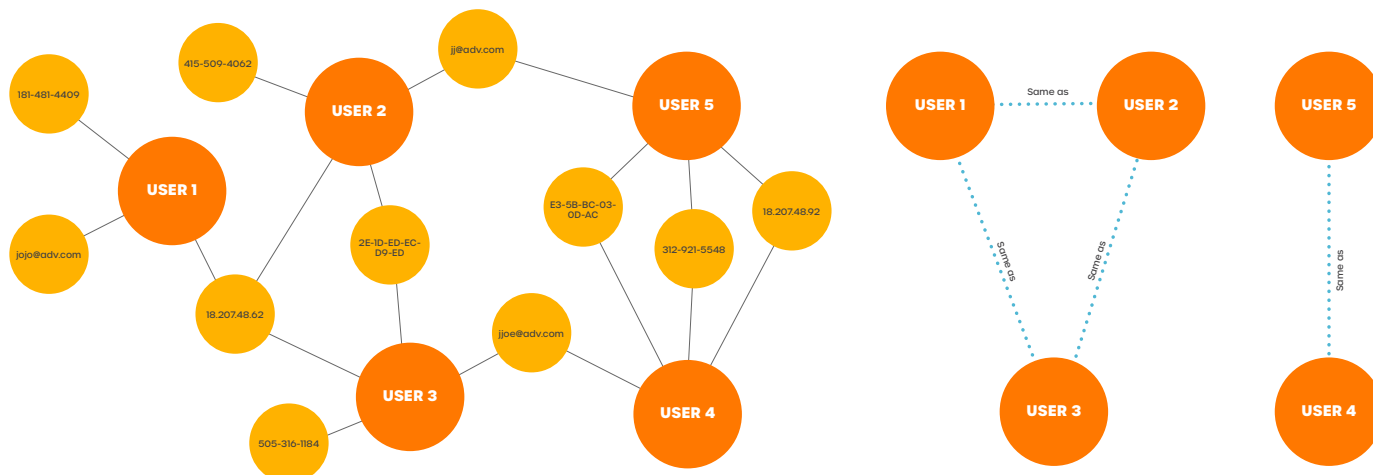 181-481-4409
jojo@adv.com
USER 1
415-509-4062
USER 2
jj@adv.com
18.207.48.62
2E-1D-ED-EC-
D9-ED
USER 3
505-316-1184
jjoe@adv.com
USER 5
E3-5B-BC-03-
0D-AC
312-921-5548
18.207.48.92
USER 4
USER 1
Same as
USER 2
Same as
Same as
USER 3
USER 5
Same as
USER 4